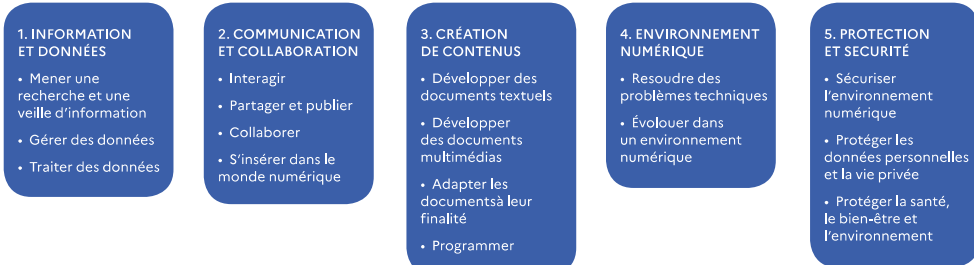 1. INFORMATION
ET DONNÉES
• Mener une
recherche et une
veille d'information
• Gérer des données
• Traiter des données
2. COMMUNICATION
ET COLLABORATION
• Interagir
• Partager et publier
• Collaborer
• S'insérer dans le
monde numérique
3. CRÉATION
DE CONTENUS
• Développer des
documents textuels
• Développer
des documents
multimédias
• Adapter les
documentsà leur
finalité
• Programmer
4. ENVIRONNEMENT
NUMÉRIQUE
• Resoudre des
problèmes techniques
• Évolouer dans
un environnement
numérique
5. PROTECTION
ET SECURITÉ
• Sécuriser
l'environnement
numérique
• Protéger les
données personnelles
et la vie privée
• Protéger la santé,
le bien-être et
l'environnement